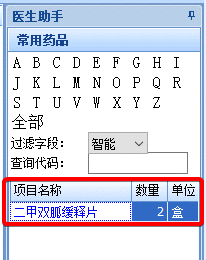 医生助手
常用药品
A B C D E F G H I
J K L M N O P Q R
S T U V W X Y Z
全部
过滤字段： 智能
查询代码：
项目名称 数量 单位
二甲双胍缓释片 2 盒